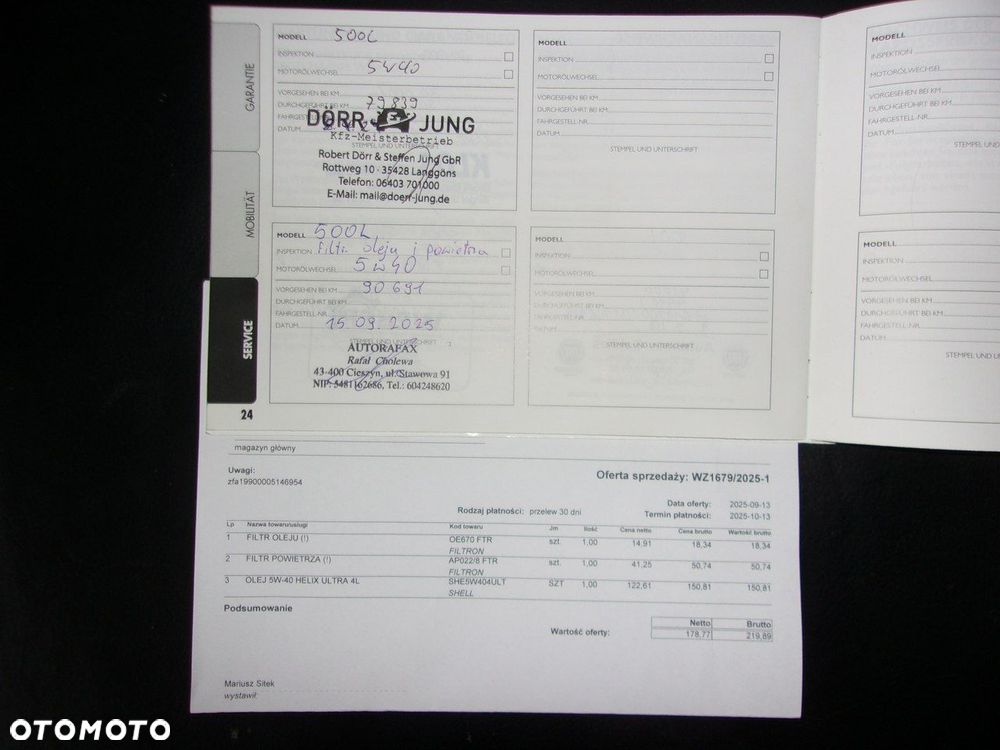 GARANTIE
MOBILITÄT
SERVICE
24
MODELL 500L
INSPEKTION
MOTORÖLWECHSEL 5W40
VORGESEHEN BEI KM
DURCHGEFÜHRT BEI KM 79839
FAHRGESTELL-NR.
DATUM
STEMPEL UND UNTERSCHRIFT
DÖRR JUNG
Kfz-Meisterbetrieb
Robert Dörr & Steffen Jung GbR
Rottweg 10 · 35428 Langgöns
Telefon: 06403 701000
E-Mail: mail@doerr-jung.de
MODELL
INSPEKTION
MOTORÖLWECHSEL
VORGESEHEN BEI KM
DURCHGEFÜHRT BEI KM
FAHRGESTELL-NR.
DATUM
STEMPEL UND UNTERSCHRIFT
MODELL
INSPEKTION
MOTORÖLWECHSEL
VORGESEHEN BEI KM
DURCHGEFÜHRT BEI KM
FAHRGESTELL-NR.
DATUM
STEMPEL UND
MODELL 500L
INSPEKTION filtr oleju i powietrza
MOTORÖLWECHSEL 5W40
VORGESEHEN BEI KM 90691
DURCHGEFÜHRT BEI KM
FAHRGESTELL-NR.
DATUM 15.09.2025
STEMPEL UND UNTERSCHRIFT
AUTORAFAX
Rafał Cholewa
43-400 Cieszyn, ul. Stawowa 91
NIP: 5481162686, Tel.: 604248620
MODELL
INSPEKTION
MOTORÖLWECHSEL
VORGESEHEN BEI KM
DURCHGEFÜHRT BEI KM
FAHRGESTELL-NR.
DATUM
STEMPEL UND UNTERSCHRIFT
MODELL
INSPEKTION
MOTORÖLWECHSEL
VORGESEHEN BEI KM
DURCHGEFÜHRT BEI KM
FAHRGESTELL-NR.
DATUM
STEMPEL UND
magazyn główny
Uwagi:
zfa19900005146954
Oferta sprzedaży: WZ1679/2025-1
Data oferty: 2025-09-13
Rodzaj płatności: przelew 30 dni
Termin płatności: 2025-10-13
Lp Nazwa towaru/usługi Kod towaru Jm Ilość Cena netto Cena brutto Wartość brutto
1 FILTR OLEJU (!) OE670 FTR szt. 1,00 14,91 18,34 18,34
FILTRON
2 FILTR POWIETRZA (!) AP022/8 FTR szt. 1,00 41,25 50,74 50,74
FILTRON
3 OLEJ 5W-40 HELIX ULTRA 4L SHE5W404ULT SZT 1,00 122,61 150,81 150,81
SHELL
Podsumowanie
Netto Brutto
Wartość oferty: 178,77 219,89
Mariusz Sitek
wystawił:
OTOMOTO